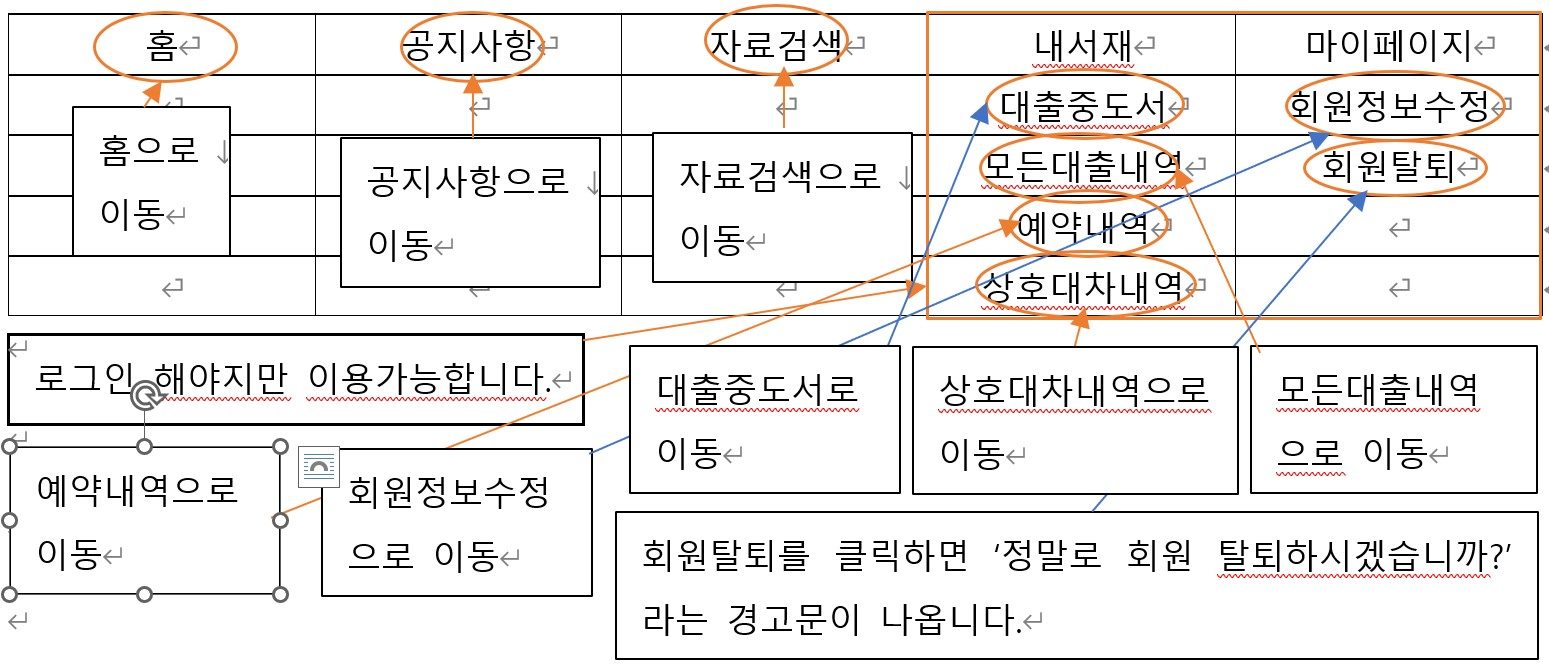 홈 공지사항 자료검색 내서재 마이페이지
대출중도서 회원정보수정
모든대출내역 회원탈퇴
예약내역
상호대차내역
홈으로
이동
공지사항으로
이동
자료검색으로
이동
로그인 해야지만 이용가능합니다.
대출중도서로
이동
상호대차내역으로
이동
모든대출내역
으로 이동
예약내역으로
이동
회원정보수정
으로 이동
회원탈퇴를 클릭하면 ‘정말로 회원 탈퇴하시겠습니까?’
라는 경고문이 나옵니다.